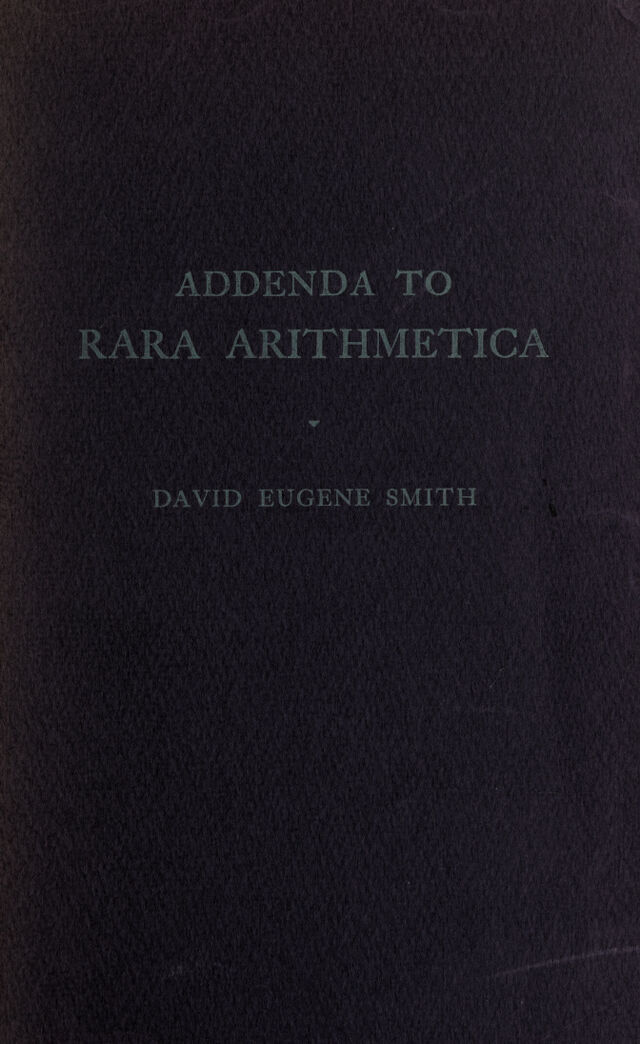 ADDENDA TO
RARA ARITHMETICA
DAVID EUGENE SMITH